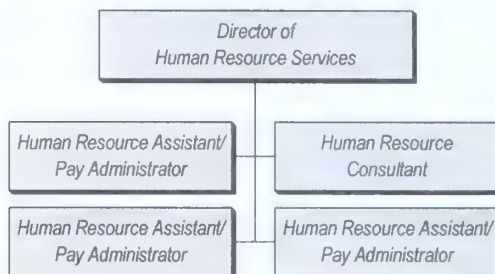 Director of
Human Resource Services
Human Resource Assistant/
Pay Administrator
Human Resource
Consultant
Human Resource Assistant/
Pay Administrator
Human Resource Assistant/
Pay Administrator